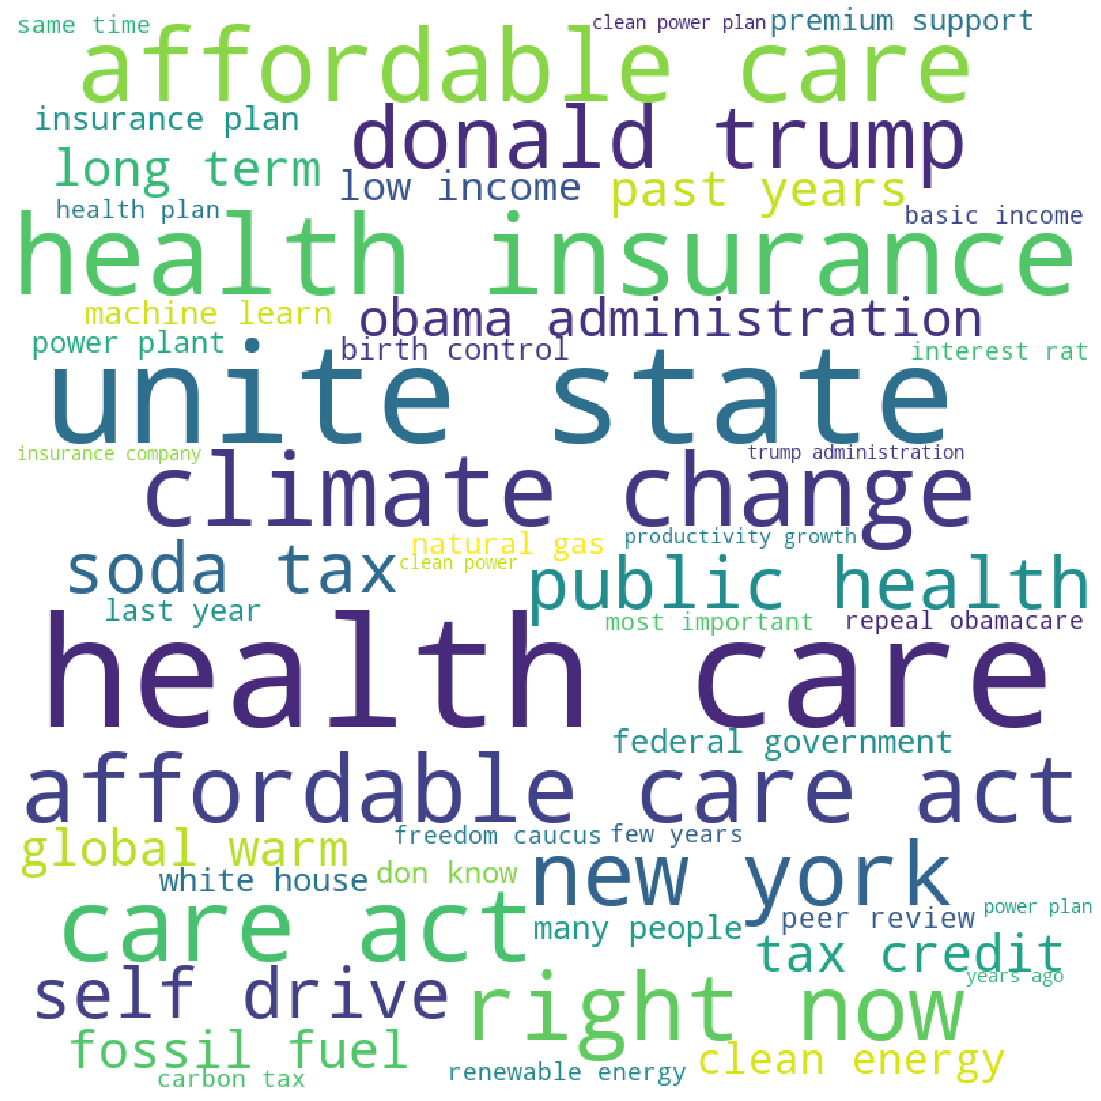 same time
clean power plan
premium support
affordable care
insurance plan
donald trump
long term
low income
past years
health plan
basic income
health insurance
machine learn
obama administration
power plant
birth control
interest rat
unite state
insurance company
trump administration
climate change
natural gas
productivity growth
soda tax
clean power
public health
last year
most important
repeal obamacare
health care
federal government
affordable care act
freedom caucus
few years
global warm
new york
white house
don know
care act
many people
peer review
power plan
tax credit
years ago
self drive
right now
fossil fuel
clean energy
carbon tax
renewable energy